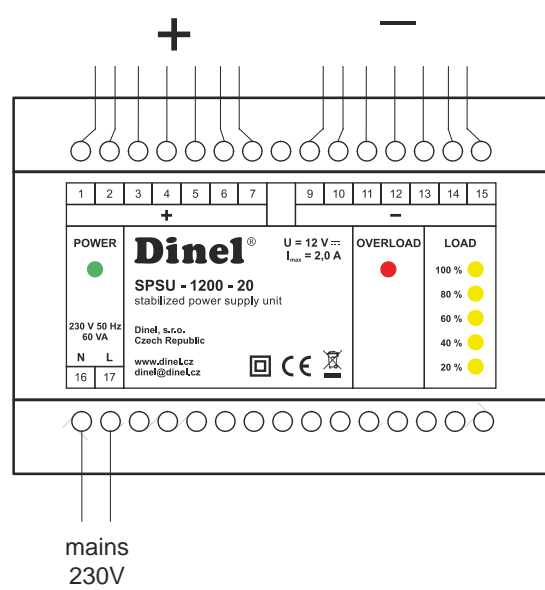 + −
1 2 3 4 5 6 7 9 10 11 12 13 14 15
+ −
POWER
230 V 50 Hz
60 VA
N L
16 17
Dinel®
U = 12 V ⎓
Imax = 2,0 A
SPSU - 1200 - 20
stabilized power supply unit
Dinel, s.r.o.
Czech Republic
www.dinel.cz
dinel@dinel.cz
CE
OVERLOAD
LOAD
100 %
80 %
60 %
40 %
20 %
mains
230V